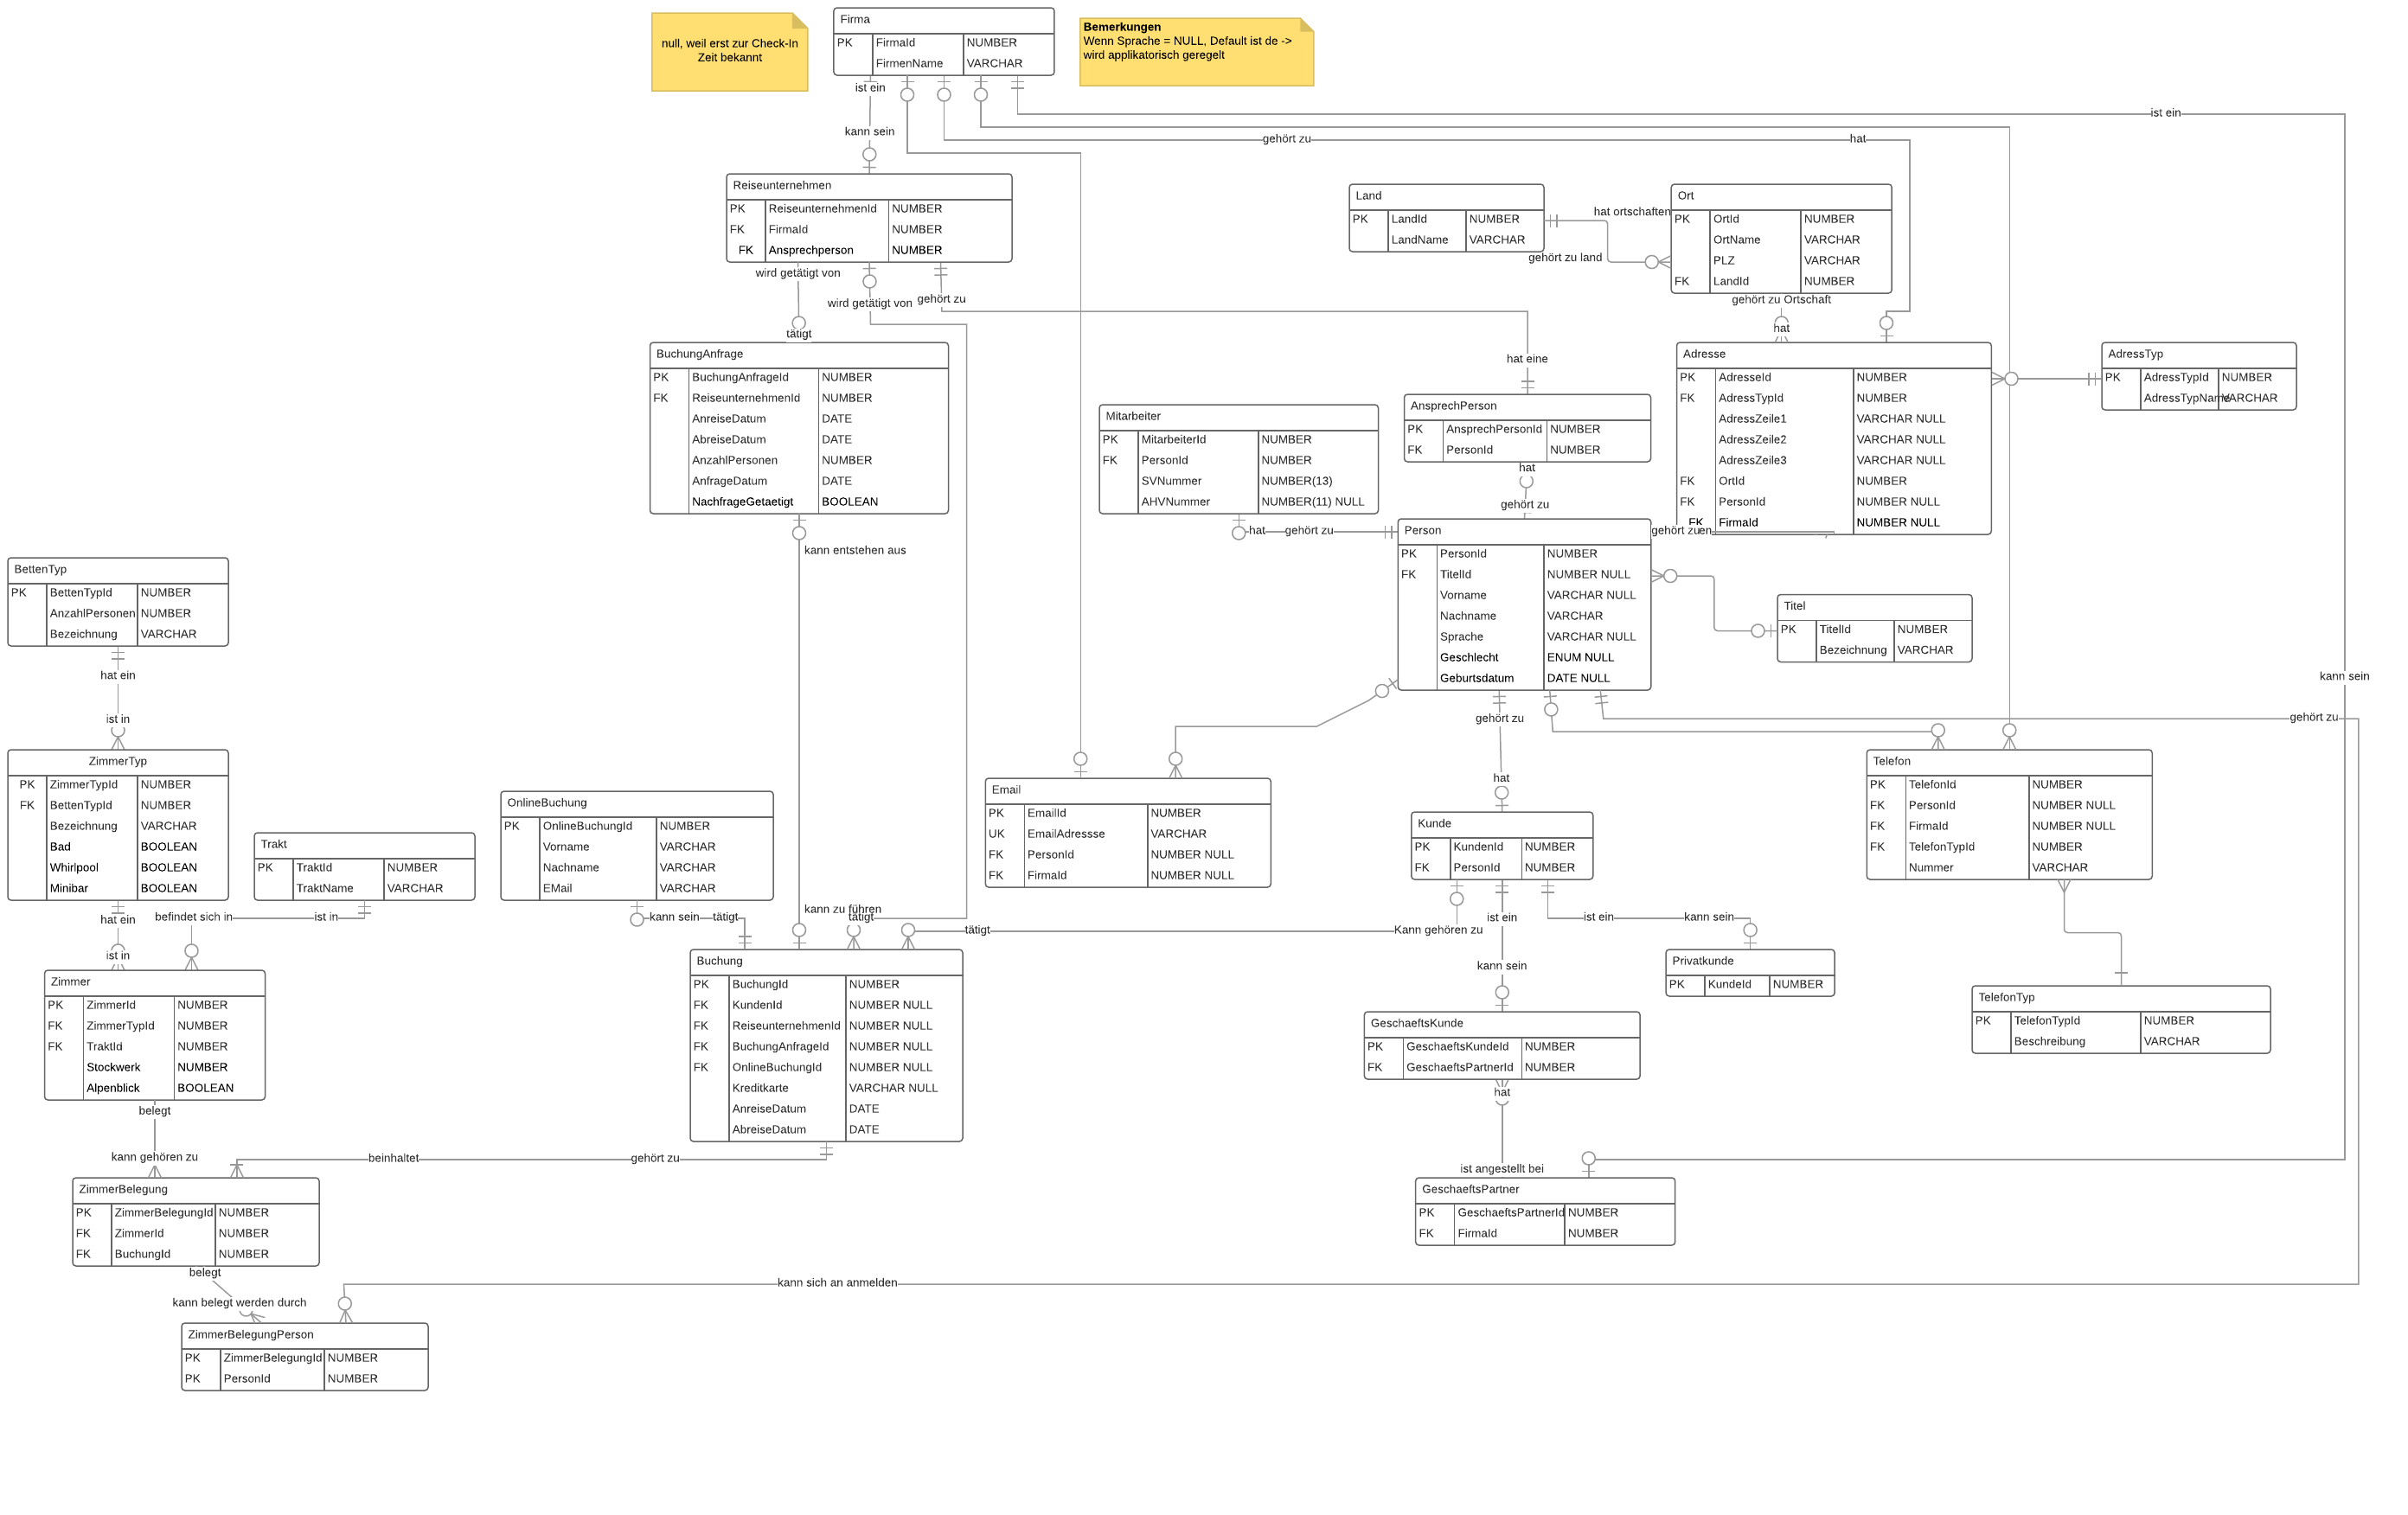 null, weil erst zur Check-In
Zeit bekannt
Firma
PK FirmaId NUMBER
FirmenName VARCHAR
Bemerkungen
Wenn Sprache = NULL, Default ist de ->
wird applikatorisch geregelt
ist ein
kann sein
ist ein
gehört zu
hat
Reiseunternehmen
PK ReiseunternehmenId NUMBER
FK FirmaId NUMBER
FK Ansprechperson NUMBER
Land
PK LandId NUMBER
LandName VARCHAR
hat ortschaften
gehört zu land
Ort
PK OrtId NUMBER
OrtName VARCHAR
PLZ VARCHAR
FK LandId NUMBER
wird getätigt von
tätigt
wird getätigt von
gehört zu
hat eine
gehört zu Ortschaft
hat
BuchungAnfrage
PK BuchungAnfrageId NUMBER
FK ReiseunternehmenId NUMBER
AnreiseDatum DATE
AbreiseDatum DATE
AnzahlPersonen NUMBER
AnfrageDatum DATE
NachfrageGetaetigt BOOLEAN
Mitarbeiter
PK MitarbeiterId NUMBER
FK PersonId NUMBER
SVNummer NUMBER(13)
AHVNummer NUMBER(11) NULL
AnsprechPerson
PK AnsprechPersonId NUMBER
FK PersonId NUMBER
Adresse
PK AdresseId NUMBER
FK AdressTypId NUMBER
AdressZeile1 VARCHAR NULL
AdressZeile2 VARCHAR NULL
AdressZeile3 VARCHAR NULL
FK OrtId NUMBER
FK PersonId NUMBER NULL
FK FirmaId NUMBER NULL
AdressTyp
PK AdressTypId NUMBER
AdressTypName VARCHAR
hat
gehört zu
hat
gehört zu
gehört zu
kann entstehen aus
Person
PK PersonId NUMBER
FK TitelId NUMBER NULL
Vorname VARCHAR NULL
Nachname VARCHAR
Sprache VARCHAR NULL
Geschlecht ENUM NULL
Geburtsdatum DATE NULL
Titel
PK TitelId NUMBER
Bezeichnung VARCHAR
BettenTyp
PK BettenTypId NUMBER
AnzahlPersonen NUMBER
Bezeichnung VARCHAR
hat ein
ist in
kann sein
gehört zu
gehört zu
hat
ZimmerTyp
PK ZimmerTypId NUMBER
FK BettenTypId NUMBER
Bezeichnung VARCHAR
Bad BOOLEAN
Whirlpool BOOLEAN
Minibar BOOLEAN
Trakt
PK TraktId NUMBER
TraktName VARCHAR
OnlineBuchung
PK OnlineBuchungId NUMBER
Vorname VARCHAR
Nachname VARCHAR
EMail VARCHAR
Email
PK EmailId NUMBER
UK EmailAdressse VARCHAR
FK PersonId NUMBER NULL
FK FirmaId NUMBER NULL
Kunde
PK KundenId NUMBER
FK PersonId NUMBER
Telefon
PK TelefonId NUMBER
FK PersonId NUMBER NULL
FK FirmaId NUMBER NULL
FK TelefonTypId NUMBER
Nummer VARCHAR
hat ein
ist in
befindet sich in
ist in
kann sein
tätigt
kann zu führen
tätigt
tätigt
Kann gehören zu
ist ein
kann sein
ist ein
kann sein
Zimmer
PK ZimmerId NUMBER
FK ZimmerTypId NUMBER
FK TraktId NUMBER
Stockwerk NUMBER
Alpenblick BOOLEAN
Buchung
PK BuchungId NUMBER
FK KundenId NUMBER NULL
FK ReiseunternehmenId NUMBER NULL
FK BuchungAnfrageId NUMBER NULL
FK OnlineBuchungId NUMBER NULL
Kreditkarte VARCHAR NULL
AnreiseDatum DATE
AbreiseDatum DATE
Privatkunde
PK KundeId NUMBER
TelefonTyp
PK TelefonTypId NUMBER
Beschreibung VARCHAR
GeschaeftsKunde
PK GeschaeftsKundeId NUMBER
FK GeschaeftsPartnerId NUMBER
hat
ist angestellt bei
belegt
kann gehören zu
beinhaltet
gehört zu
ZimmerBelegung
PK ZimmerBelegungId NUMBER
FK ZimmerId NUMBER
FK BuchungId NUMBER
GeschaeftsPartner
PK GeschaeftsPartnerId NUMBER
FK FirmaId NUMBER
belegt
kann belegt werden durch
kann sich an anmelden
ZimmerBelegungPerson
PK ZimmerBelegungId NUMBER
PK PersonId NUMBER